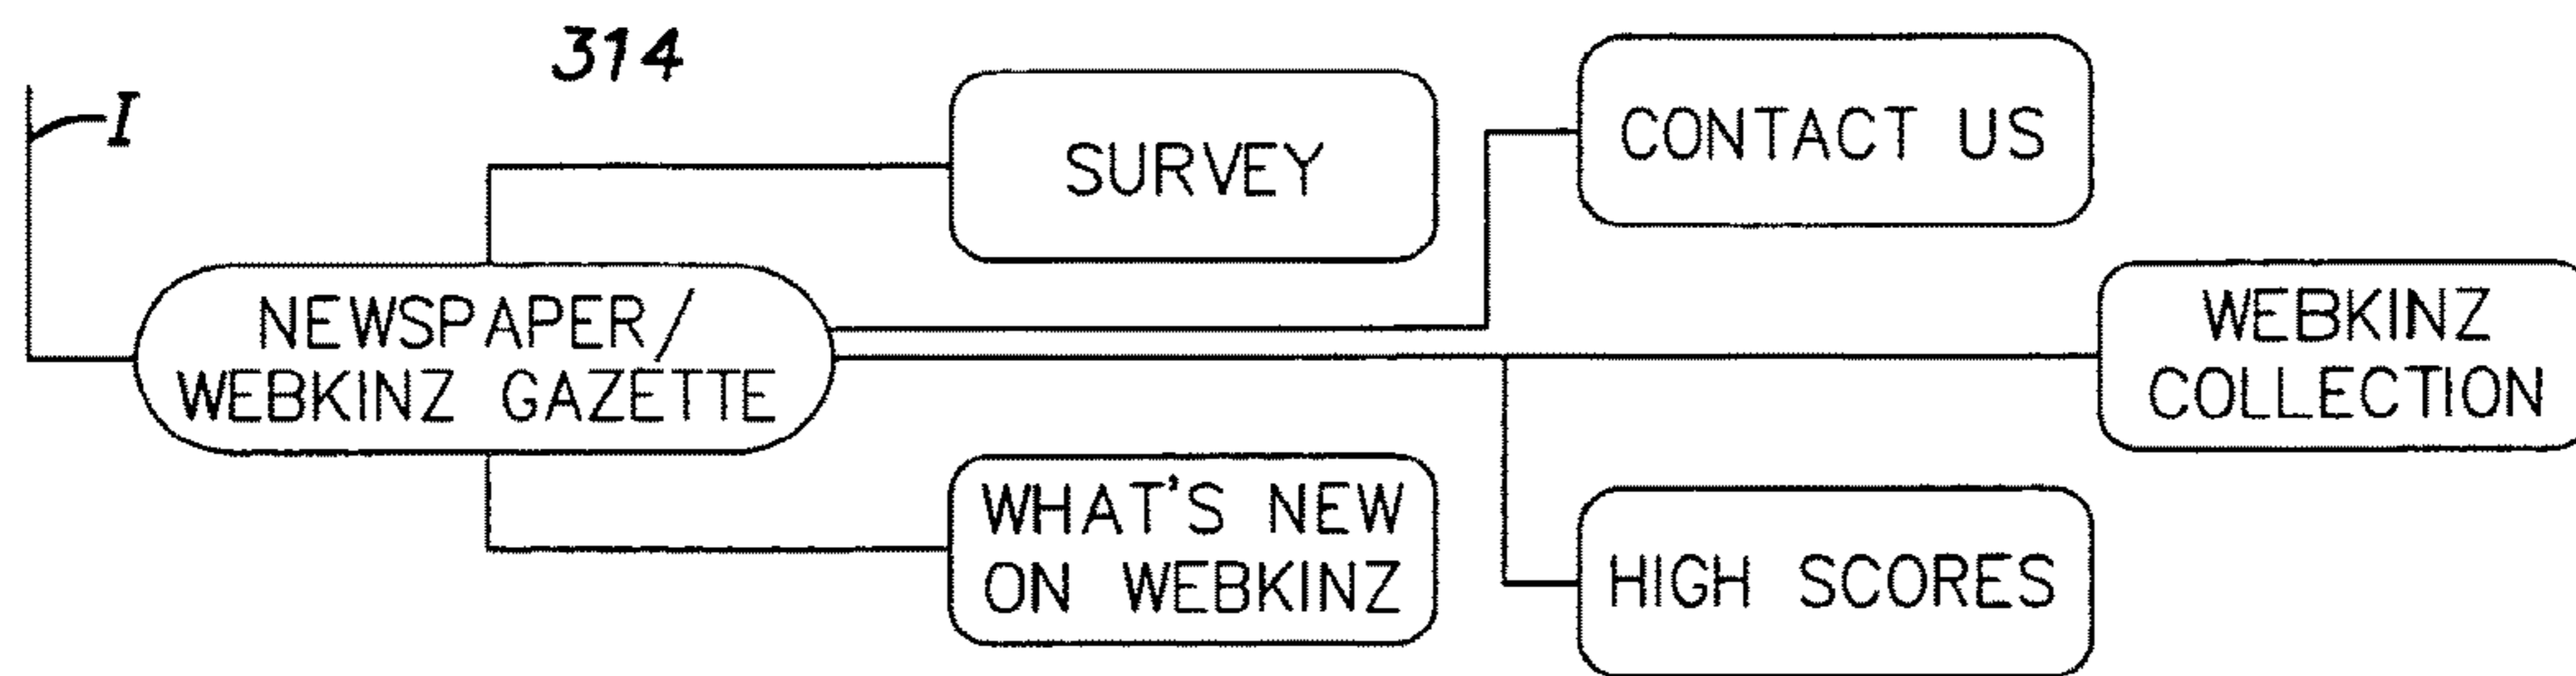 314
I
SURVEY
CONTACT US
NEWSPAPER/
WEBKINZ GAZETTE
WEBKINZ
COLLECTION
WHAT'S NEW
ON WEBKINZ
HIGH SCORES